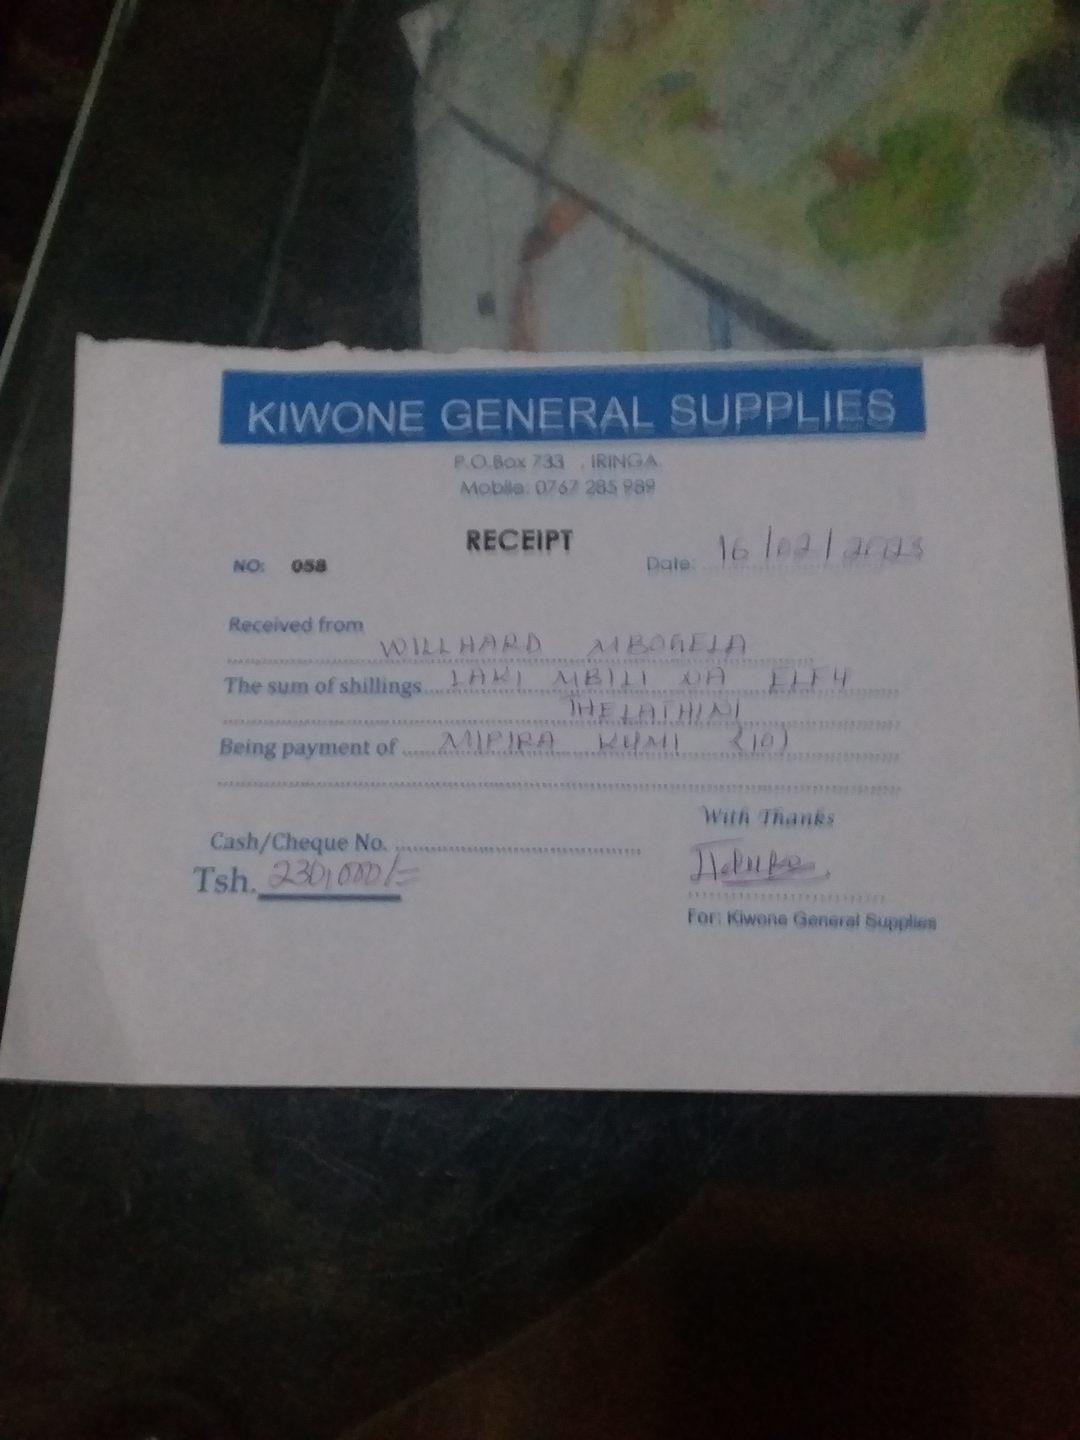 KIWONE GENERAL SUPPLIES
P.O.Box 733 , IRINGA
Mobile: 0767 285 989
RECEIPT
NO: 058
Date: 16/02/2023
Received from WILLHARD MBOGELA
The sum of shillings LAKI MBILI NA ELFU
THELATHINI
Being payment of MIPIRA KUMI (10)
With Thanks
Cash/Cheque No.
Tsh. 230,000/=
For: Kiwone General Supplies